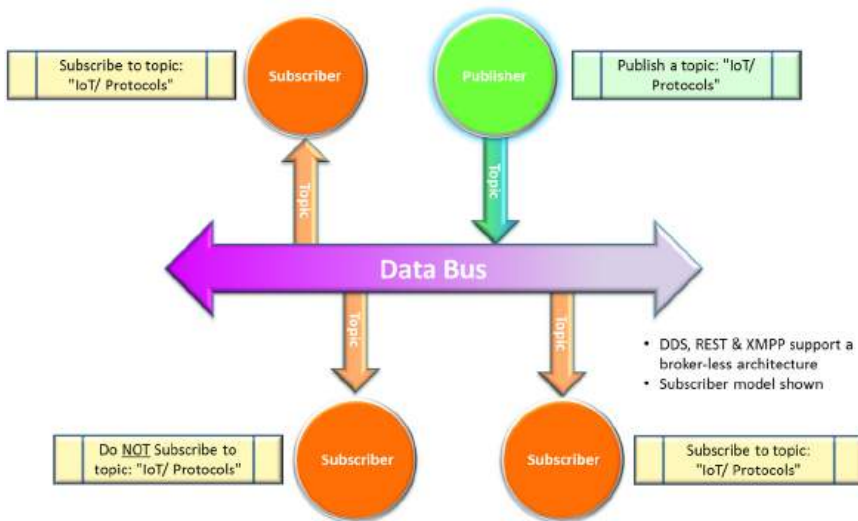 Subscribe to topic:
"IoT/ Protocols"
Subscriber
Publisher
Publish a topic: "IoT/
Protocols"
Topic
Topic
Data Bus
Topic
Topic
• DDS, REST & XMPP support a
broker-less architecture
• Subscriber model shown
Do NOT Subscribe to
topic: "IoT/ Protocols"
Subscriber
Subscriber
Subscribe to topic:
"IoT/ Protocols"